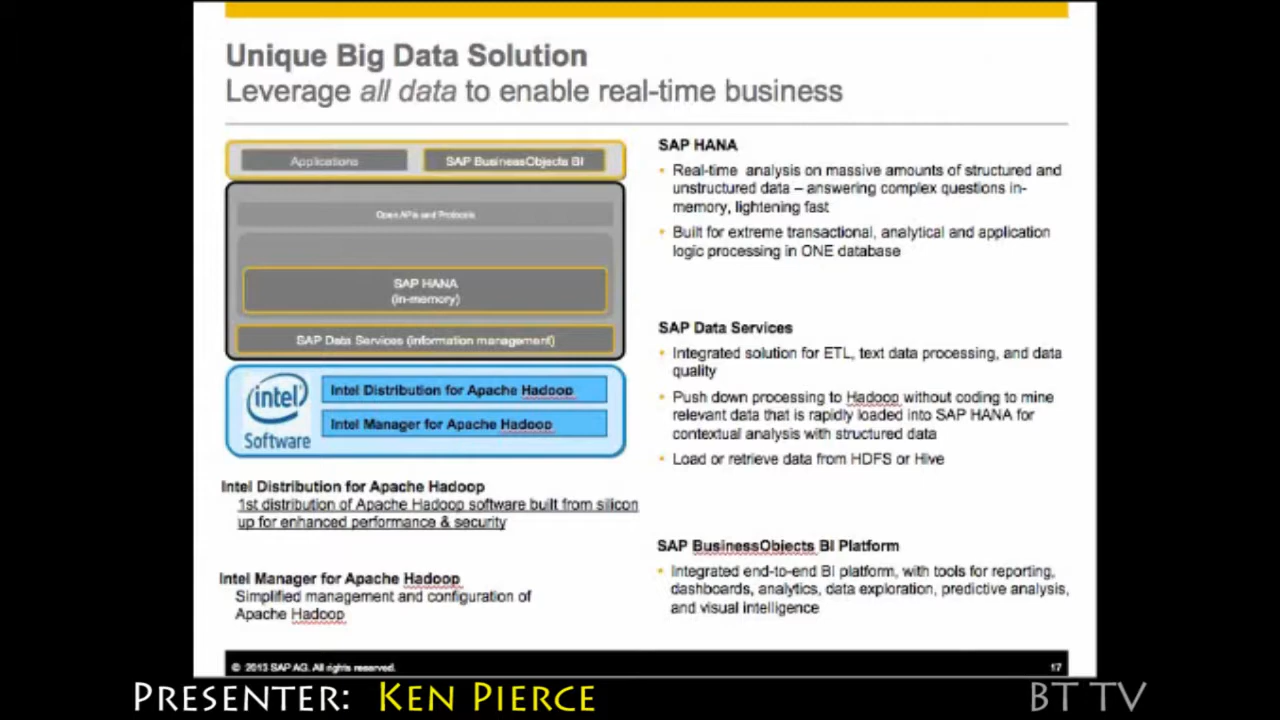 Unique Big Data Solution
Leverage all data to enable real-time business
Applications
SAP BusinessObjects BI
Open APIs and Protocols
SAP HANA
(in-memory)
SAP Data Services (information management)
intel
Software
Intel Distribution for Apache Hadoop
Intel Manager for Apache Hadoop
Intel Distribution for Apache Hadoop
1st distribution of Apache Hadoop software built from silicon
up for enhanced performance & security
Intel Manager for Apache Hadoop
Simplified management and configuration of
Apache Hadoop
SAP HANA
• Real-time analysis on massive amounts of structured and
unstructured data – answering complex questions in-
memory, lightening fast
• Built for extreme transactional, analytical and application
logic processing in ONE database
SAP Data Services
• Integrated solution for ETL, text data processing, and data
quality
• Push down processing to Hadoop without coding to mine
relevant data that is rapidly loaded into SAP HANA for
contextual analysis with structured data
• Load or retrieve data from HDFS or Hive
SAP BusinessObjects BI Platform
• Integrated end-to-end BI platform, with tools for reporting,
dashboards, analytics, data exploration, predictive analysis,
and visual intelligence
© 2013 SAP AG. All rights reserved.
17
PRESENTER: KEN PIERCE
BT TV